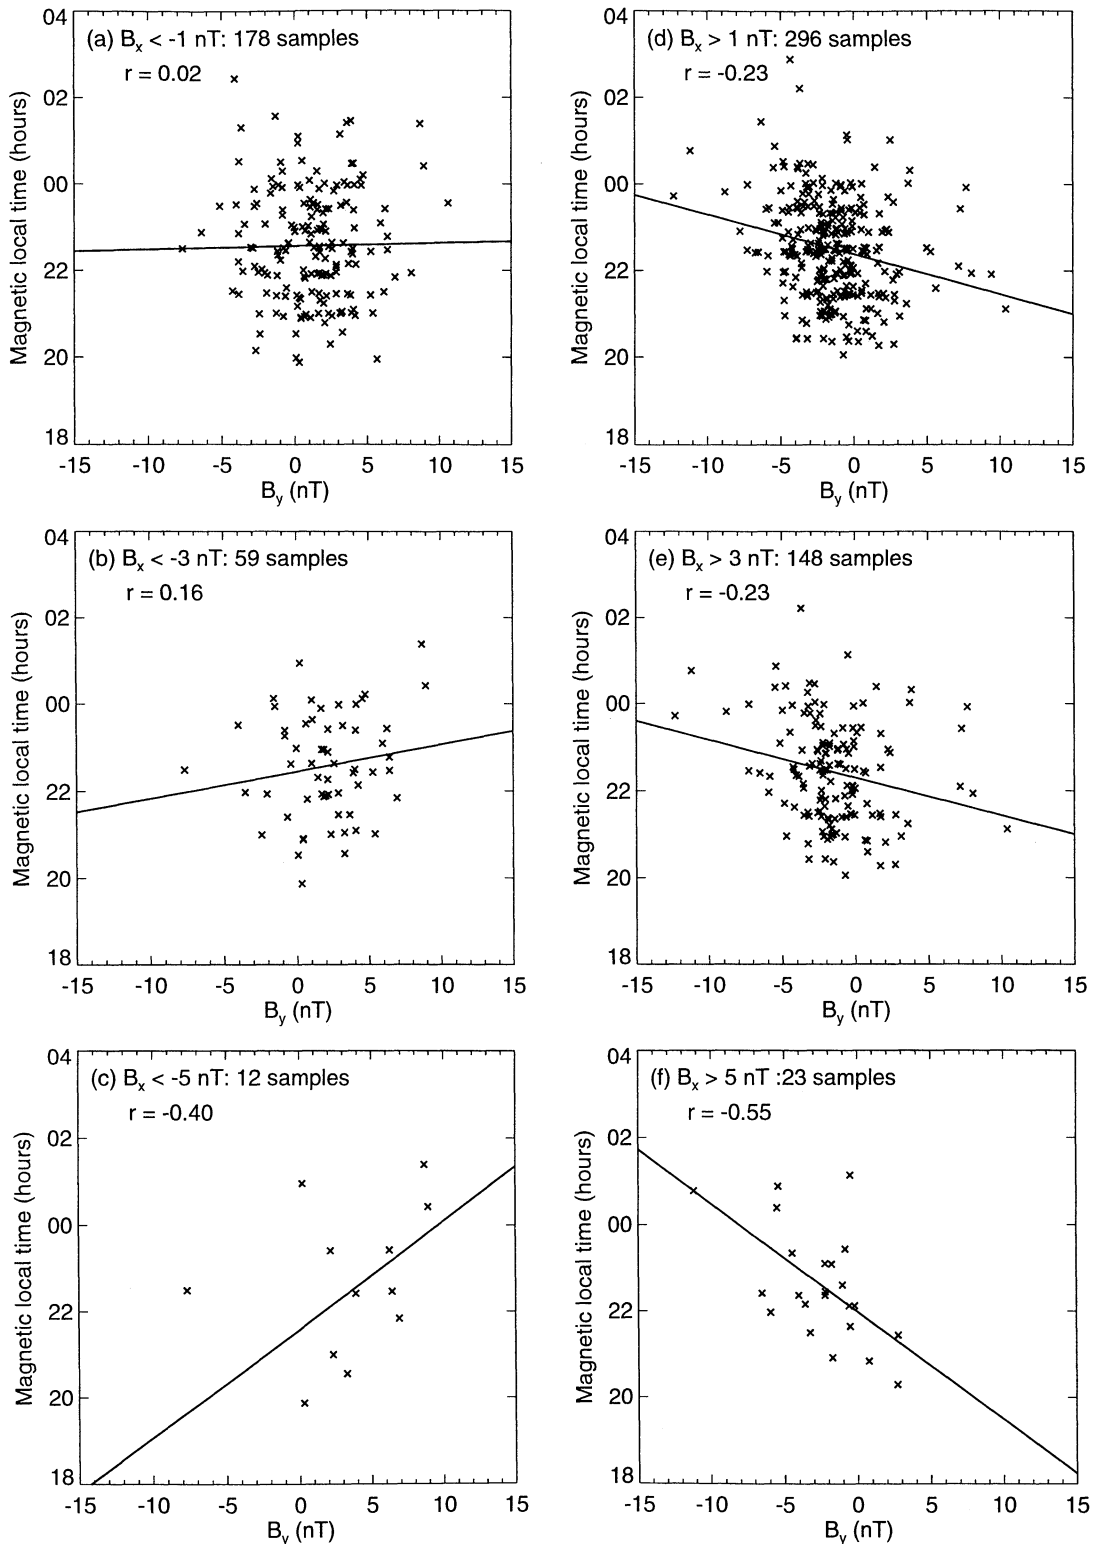 (a) Bx < -1 nT: 178 samples
r = 0.02
Magnetic local time (hours)
04
02
00
22
20
18
-15 -10 -5 0 5 10 15
By (nT)
(d) Bx > 1 nT: 296 samples
r = -0.23
Magnetic local time (hours)
04
02
00
22
20
18
-15 -10 -5 0 5 10 15
By (nT)
(b) Bx < -3 nT: 59 samples
r = 0.16
Magnetic local time (hours)
04
02
00
22
20
18
-15 -10 -5 0 5 10 15
By (nT)
(e) Bx > 3 nT: 148 samples
r = -0.23
Magnetic local time (hours)
04
02
00
22
20
18
-15 -10 -5 0 5 10 15
By (nT)
(c) Bx < -5 nT: 12 samples
r = -0.40
Magnetic local time (hours)
04
02
00
22
20
18
-15 -10 -5 0 5 10 15
By (nT)
(f) Bx > 5 nT :23 samples
r = -0.55
Magnetic local time (hours)
04
02
00
22
20
18
-15 -10 -5 0 5 10 15
By (nT)